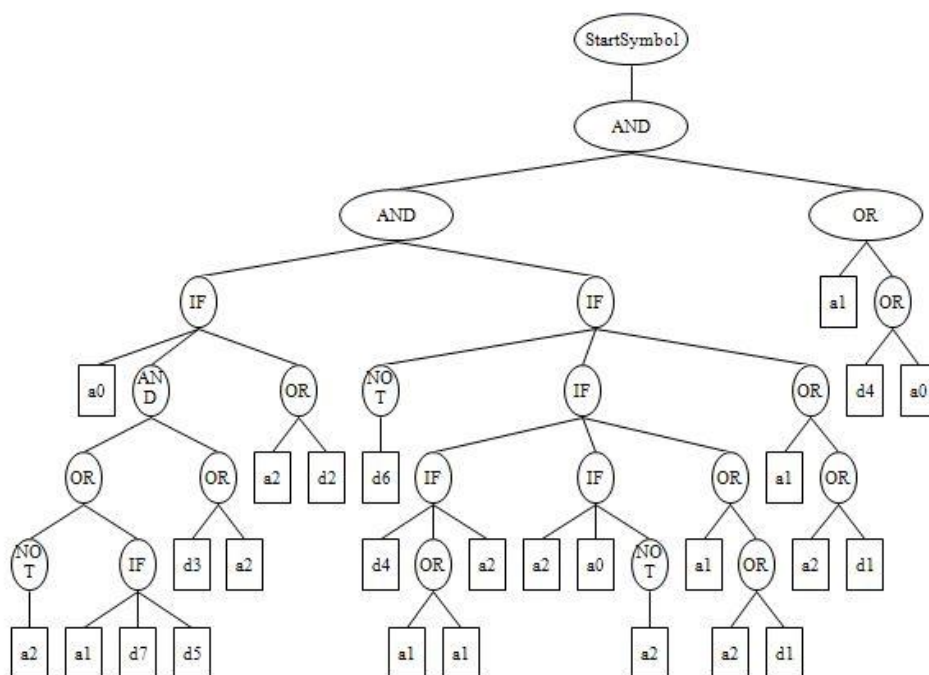 StartSymbol
AND
AND OR
IF IF a1 OR
a0 AN
D OR NO
T IF OR d4 a0
OR OR a2 d2 d6 IF IF OR a1 OR
NO
T IF d3 a2 d4 OR a2 a2 a0 NO
T a1 OR a2 d1
a2 a1 d7 d5 a1 a1 a2 a2 d1